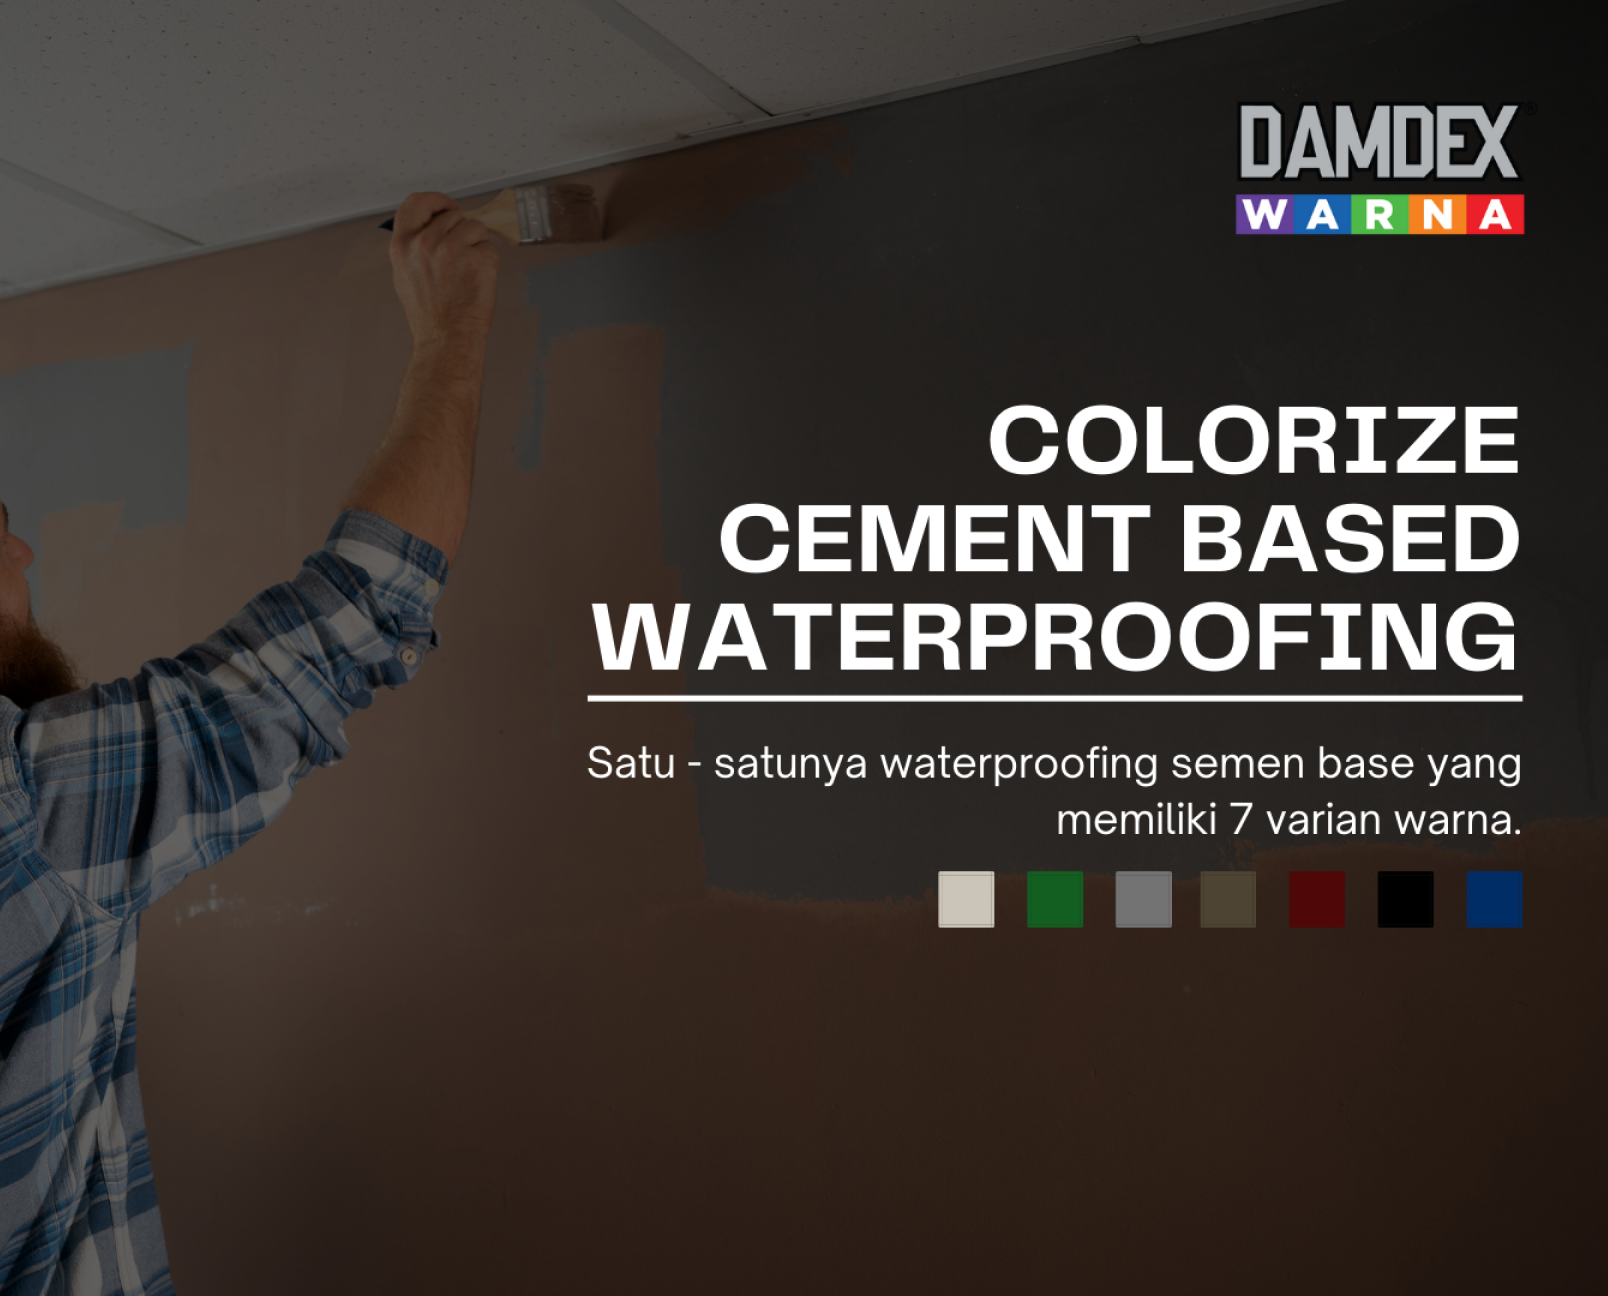 DAMDEX®
WARNA
COLORIZE
CEMENT BASED
WATERPROOFING
Satu - satunya waterproofing semen base yang
memiliki 7 varian warna.